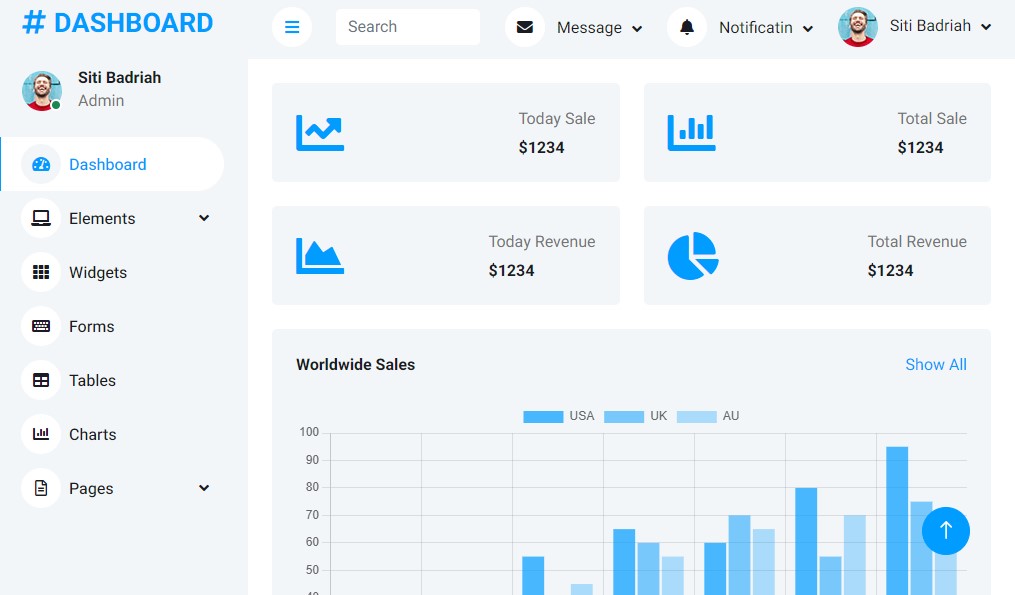 # DASHBOARD
Search
Message
Notificatin
Siti Badriah
Siti Badriah
Admin
Dashboard
Elements
Widgets
Forms
Tables
Charts
Pages
Today Sale
$1234
Total Sale
$1234
Today Revenue
$1234
Total Revenue
$1234
Worldwide Sales
Show All
USA UK AU
100
90
80
70
60
50